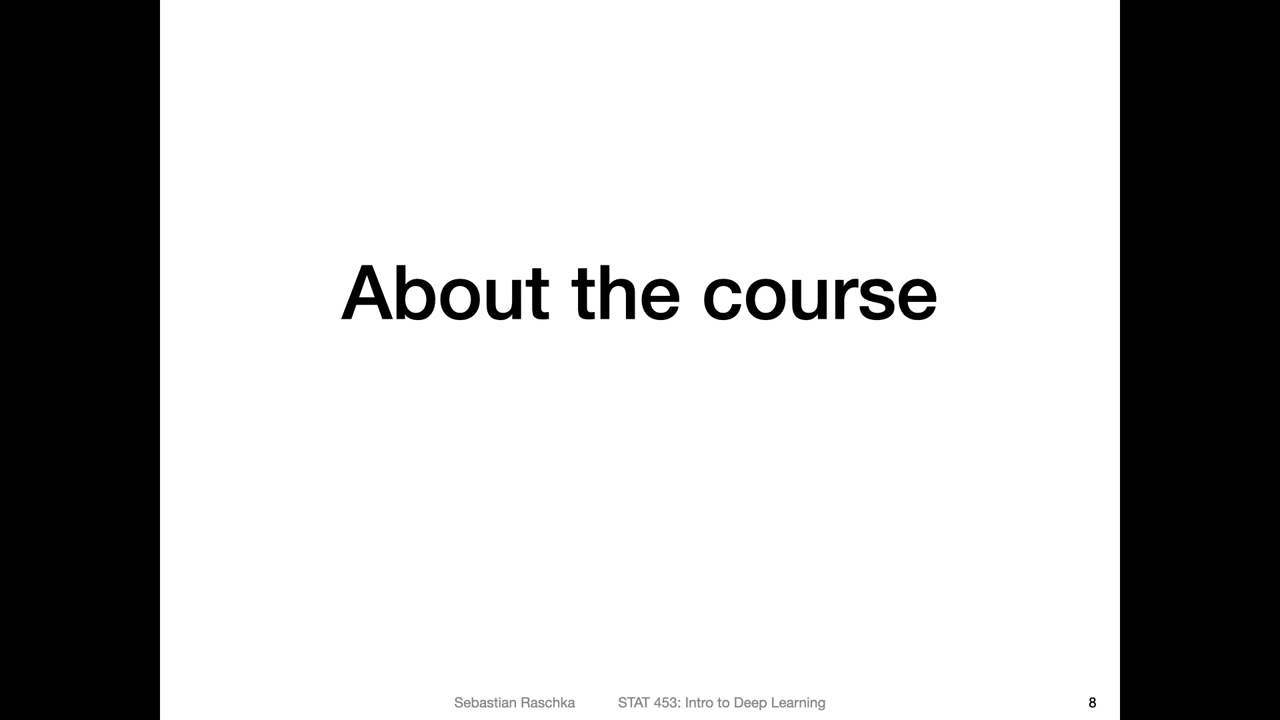 About the course
Sebastian Raschka STAT 453: Intro to Deep Learning 8